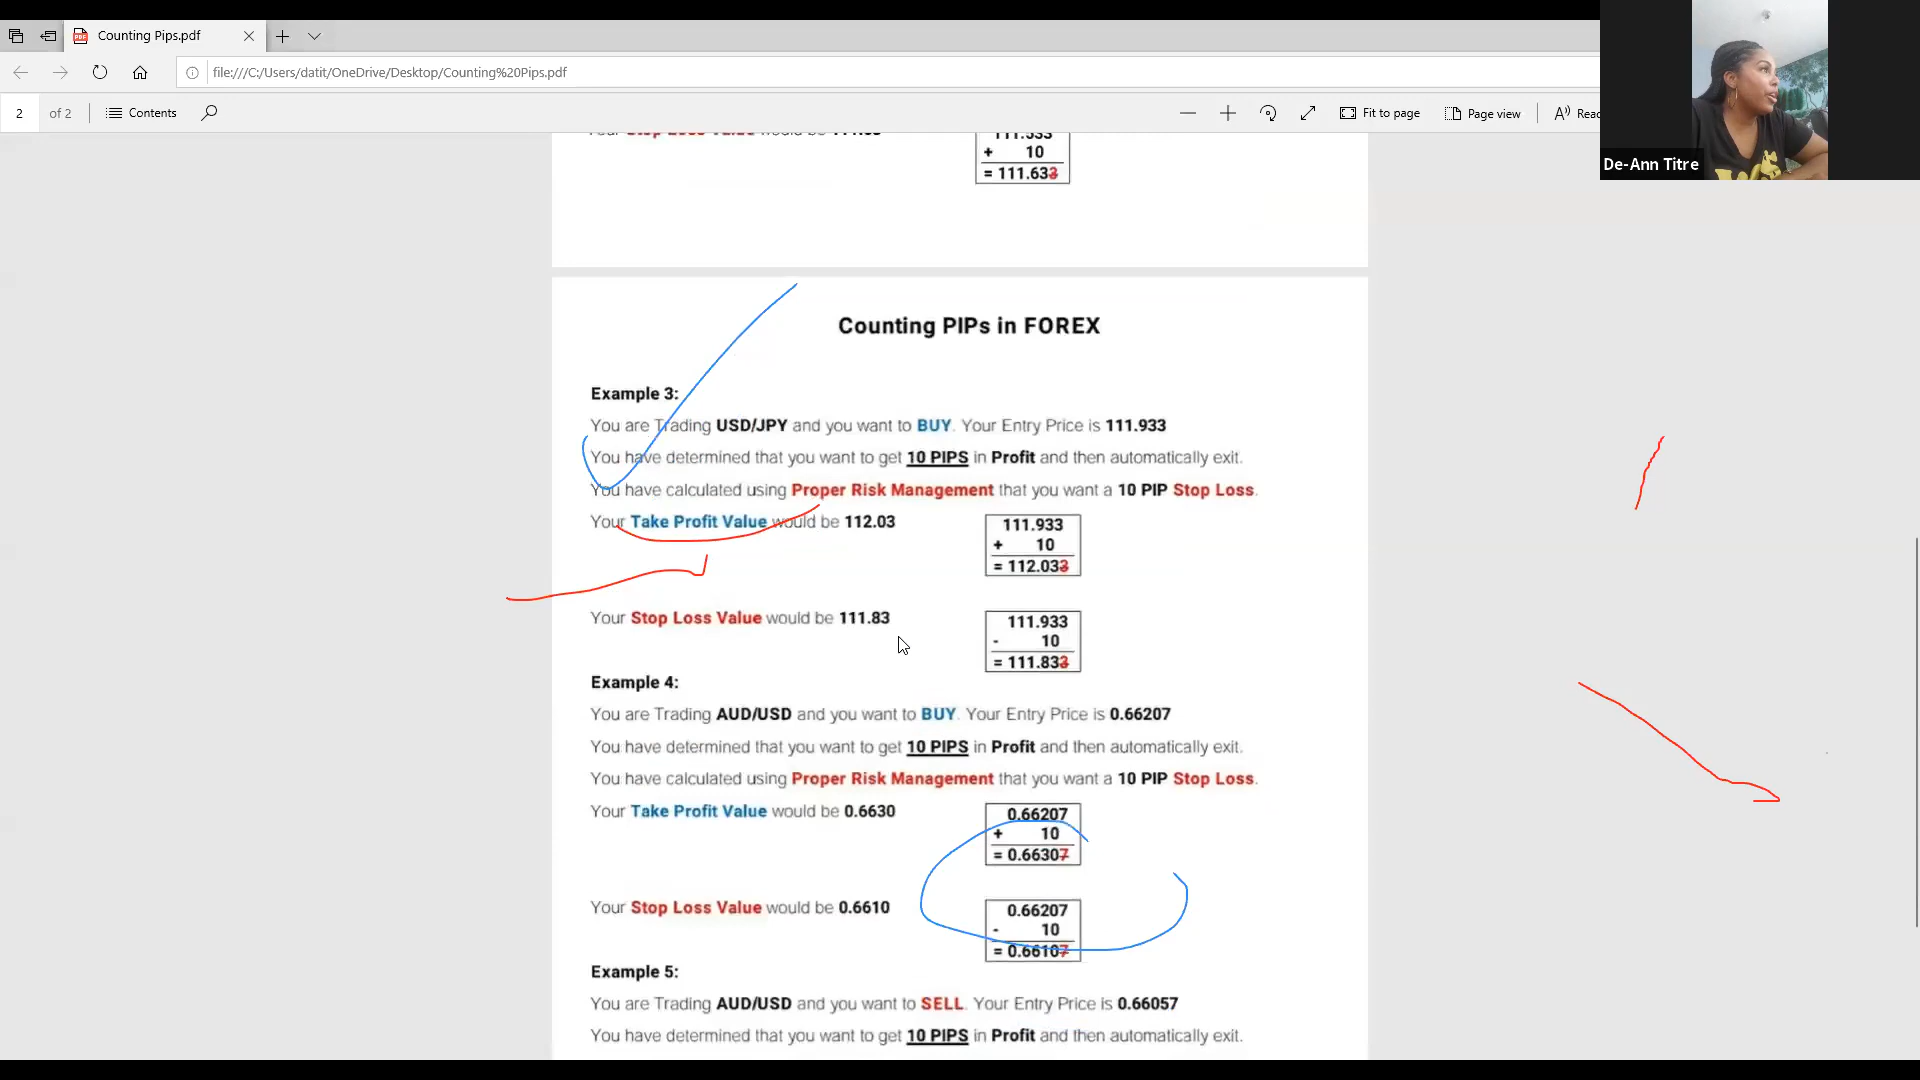 Counting Pips.pdf
file:///C:/Users/datit/OneDrive/Desktop/Counting%20Pips.pdf
2 of 2 Contents Fit to page Page view Read
De-Ann Titre
Your Stop Loss Value would be 111.63
111.533
+ 10
= 111.633
Counting PIPs in FOREX
Example 3:
You are Trading USD/JPY and you want to BUY. Your Entry Price is 111.933
You have determined that you want to get 10 PIPS in Profit and then automatically exit.
You have calculated using Proper Risk Management that you want a 10 PIP Stop Loss.
Your Take Profit Value would be 112.03
111.933
+ 10
= 112.033
Your Stop Loss Value would be 111.83
111.933
- 10
= 111.833
Example 4:
You are Trading AUD/USD and you want to BUY. Your Entry Price is 0.66207
You have determined that you want to get 10 PIPS in Profit and then automatically exit.
You have calculated using Proper Risk Management that you want a 10 PIP Stop Loss.
Your Take Profit Value would be 0.6630
0.66207
+ 10
= 0.66307
Your Stop Loss Value would be 0.6610
0.66207
- 10
= 0.66107
Example 5:
You are Trading AUD/USD and you want to SELL. Your Entry Price is 0.66057
You have determined that you want to get 10 PIPS in Profit and then automatically exit.